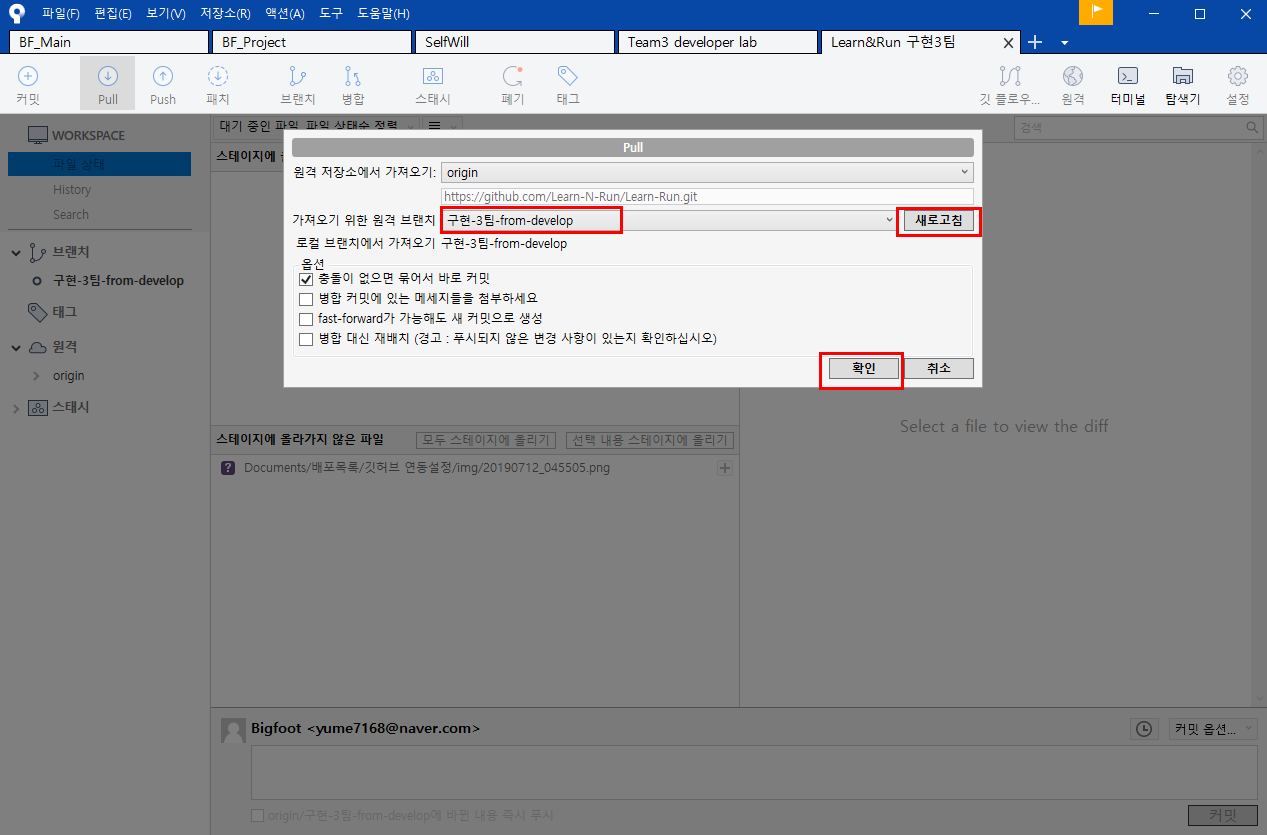 파일(F) 편집(E) 보기(V) 저장소(R) 액션(A) 도구 도움말(H)
BF_Main BF_Project SelfWill Team3 developer lab Learn&Run 구현3팀
커밋 Pull Push 패치 브랜치 병합 스태시 폐기 태그 깃 플로우... 원격 터미널 탐색기 설정
WORKSPACE
파일 상태
History
Search
브랜치
구현-3팀-from-develop
태그
원격
origin
스태시
대기 중인 파일, 파일 상태순 정렬
검색
스테이지에
Pull
원격 저장소에서 가져오기: origin
https://github.com/Learn-N-Run/Learn-Run.git
가져오기 위한 원격 브랜치 구현-3팀-from-develop 새로고침
로컬 브랜치에서 가져오기 구현-3팀-from-develop
옵션
충돌이 없으면 묶어서 바로 커밋
병합 커밋에 있는 메세지들을 첨부하세요
fast-forward가 가능해도 새 커밋으로 생성
병합 대신 재배치 (경고 : 푸시되지 않은 변경 사항이 있는지 확인하십시오)
확인 취소
스테이지에 올라가지 않은 파일 모두 스테이지에 올리기 선택 내용 스테이지에 올리기
Documents/배포목록/깃허브 연동설정/img/20190712_045505.png
Select a file to view the diff
Bigfoot <yume7168@naver.com>
커밋 옵션...
origin/구현-3팀-from-develop에 바뀐 내용 즉시 푸시
커밋